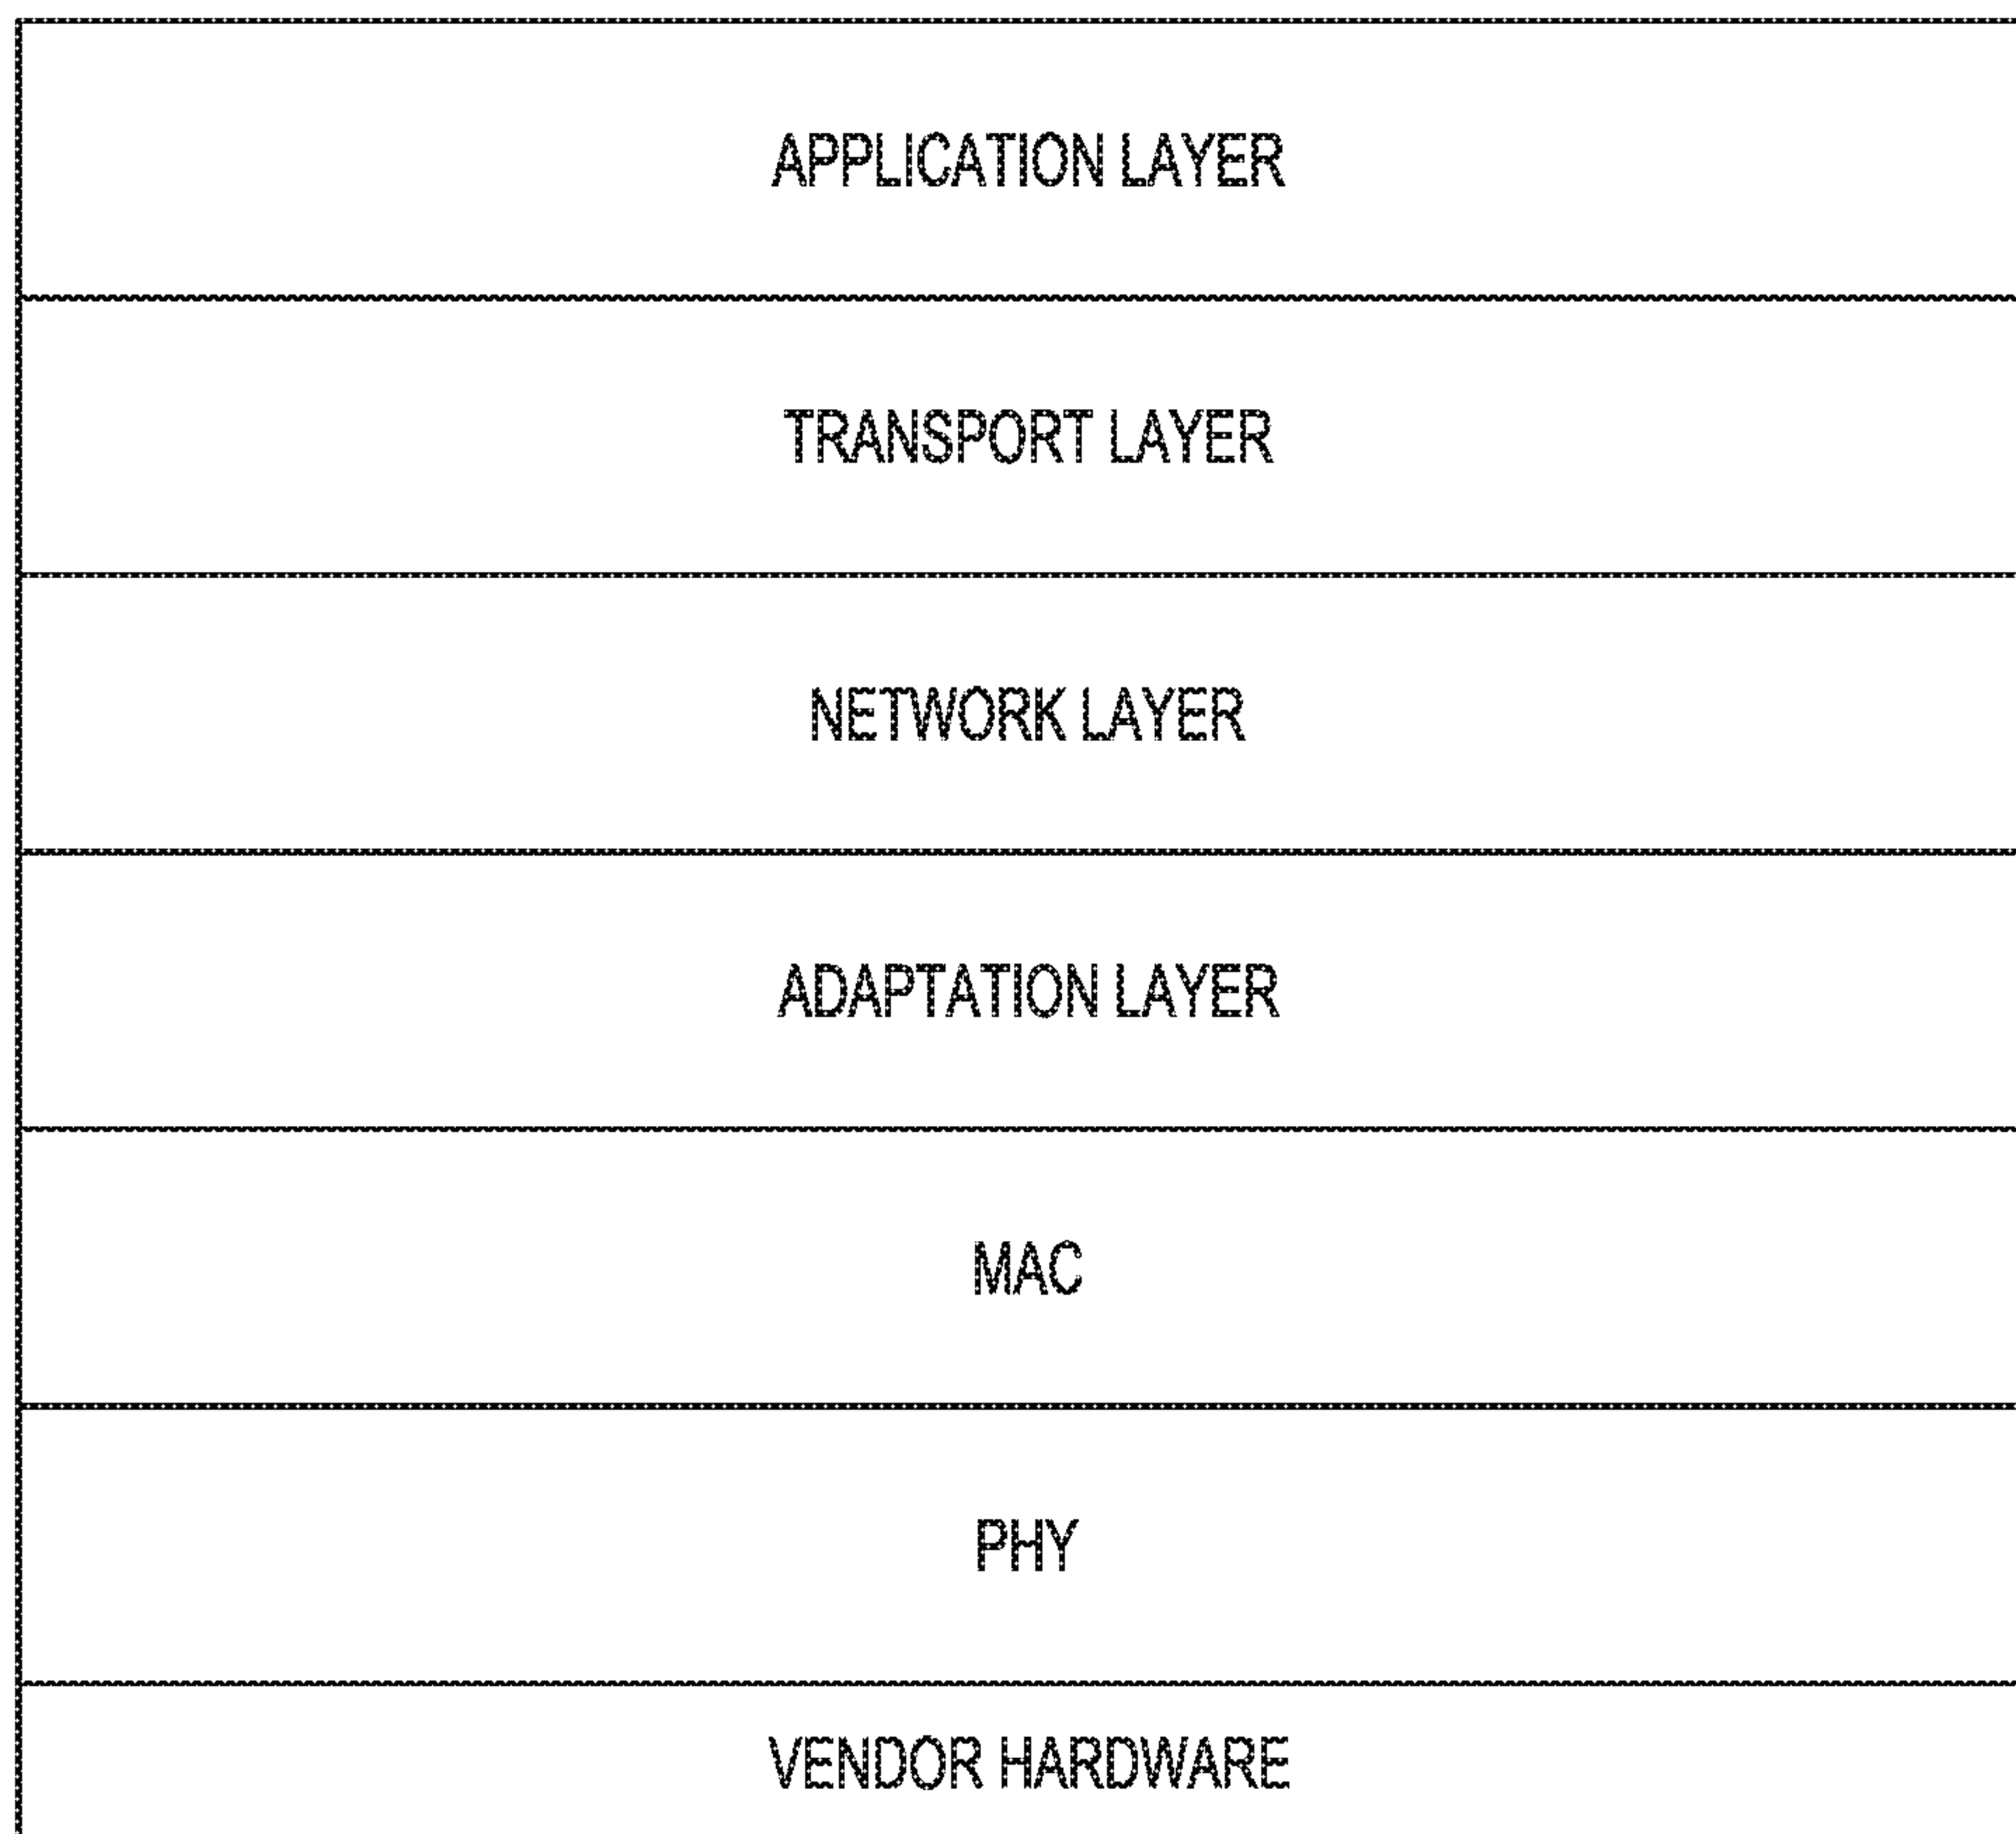 APPLICATION LAYER
TRANSPORT LAYER
NETWORK LAYER
ADAPTATION LAYER
MAC
PHY
VENDOR HARDWARE